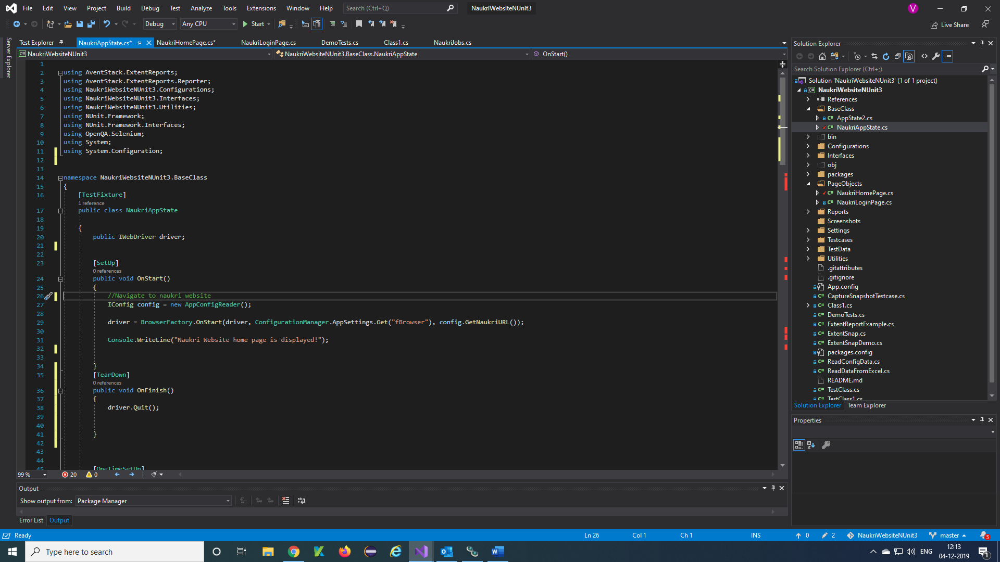 File Edit View Project Build Debug Test Analyze Tools Extensions Window Help Search (Ctrl+Q) NaukriWebsiteNUnit3 V
Debug Any CPU Start Live Share
Server Explorer
Test Explorer NaukriAppState.cs* NaukriHomePage.cs* NaukriLoginPage.cs DemoTests.cs Class1.cs NaukriJobs.cs
NaukriWebsiteNUnit3 NaukriWebsiteNUnit3.BaseClass.NaukriAppState OnStart()
1
2 using AventStack.ExtentReports;
3 using AventStack.ExtentReports.Reporter;
4 using NaukriWebsiteNUnit3.Configurations;
5 using NaukriWebsiteNUnit3.Interfaces;
6 using NaukriWebsiteNUnit3.Utilities;
7 using NUnit.Framework;
8 using NUnit.Framework.Interfaces;
9 using OpenQA.Selenium;
10 using System;
11 using System.Configuration;
12
13
14 namespace NaukriWebsiteNUnit3.BaseClass
15 {
16 [TestFixture]
1 reference
17 public class NaukriAppState
18
19 {
20 public IWebDriver driver;
21
22
23 [SetUp]
0 references
24 public void OnStart()
25 {
26 //Navigate to naukri website
27 IConfig config = new AppConfigReader();
28
29 driver = BrowserFactory.OnStart(driver, ConfigurationManager.AppSettings.Get("fBrowser"), config.GetNaukriURL());
30
31 Console.WriteLine("Naukri Website home page is displayed!");
32
33
34 }
35 [TearDown]
0 references
36 public void OnFinish()
37 {
38 driver.Quit();
39
40
41 }
42
43
44
45 [OneTimeSetUp]
99 % 20 0
Output
Show output from: Package Manager
Error List Output
Solution Explorer
Search Solution Explorer (Ctrl+;)
Solution 'NaukriWebsiteNUnit3' (1 of 1 project)
C# NaukriWebsiteNUnit3
References
BaseClass
C# AppState2.cs
C# NaukriAppState.cs
bin
Configurations
Interfaces
obj
packages
PageObjects
C# NaukriHomePage.cs
C# NaukriLoginPage.cs
Reports
Screenshots
Settings
Testcases
TestData
Utilities
.gitattributes
.gitignore
App.config
C# CaptureSnapshotTestcase.cs
C# Class1.cs
C# DemoTests.cs
C# ExtentReportExample.cs
C# ExtentSnap.cs
C# ExtentSnapDemo.cs
packages.config
C# ReadConfigData.cs
C# ReadDataFromExcel.cs
README.md
C# TestClass.cs
C# TestClass1.cs
Solution Explorer Team Explorer
Properties
Ready Ln 26 Col 1 Ch 1 INS 0 2 NaukriWebsiteNUnit3 master 3
Type here to search ENG 12:13
04-12-2019 1